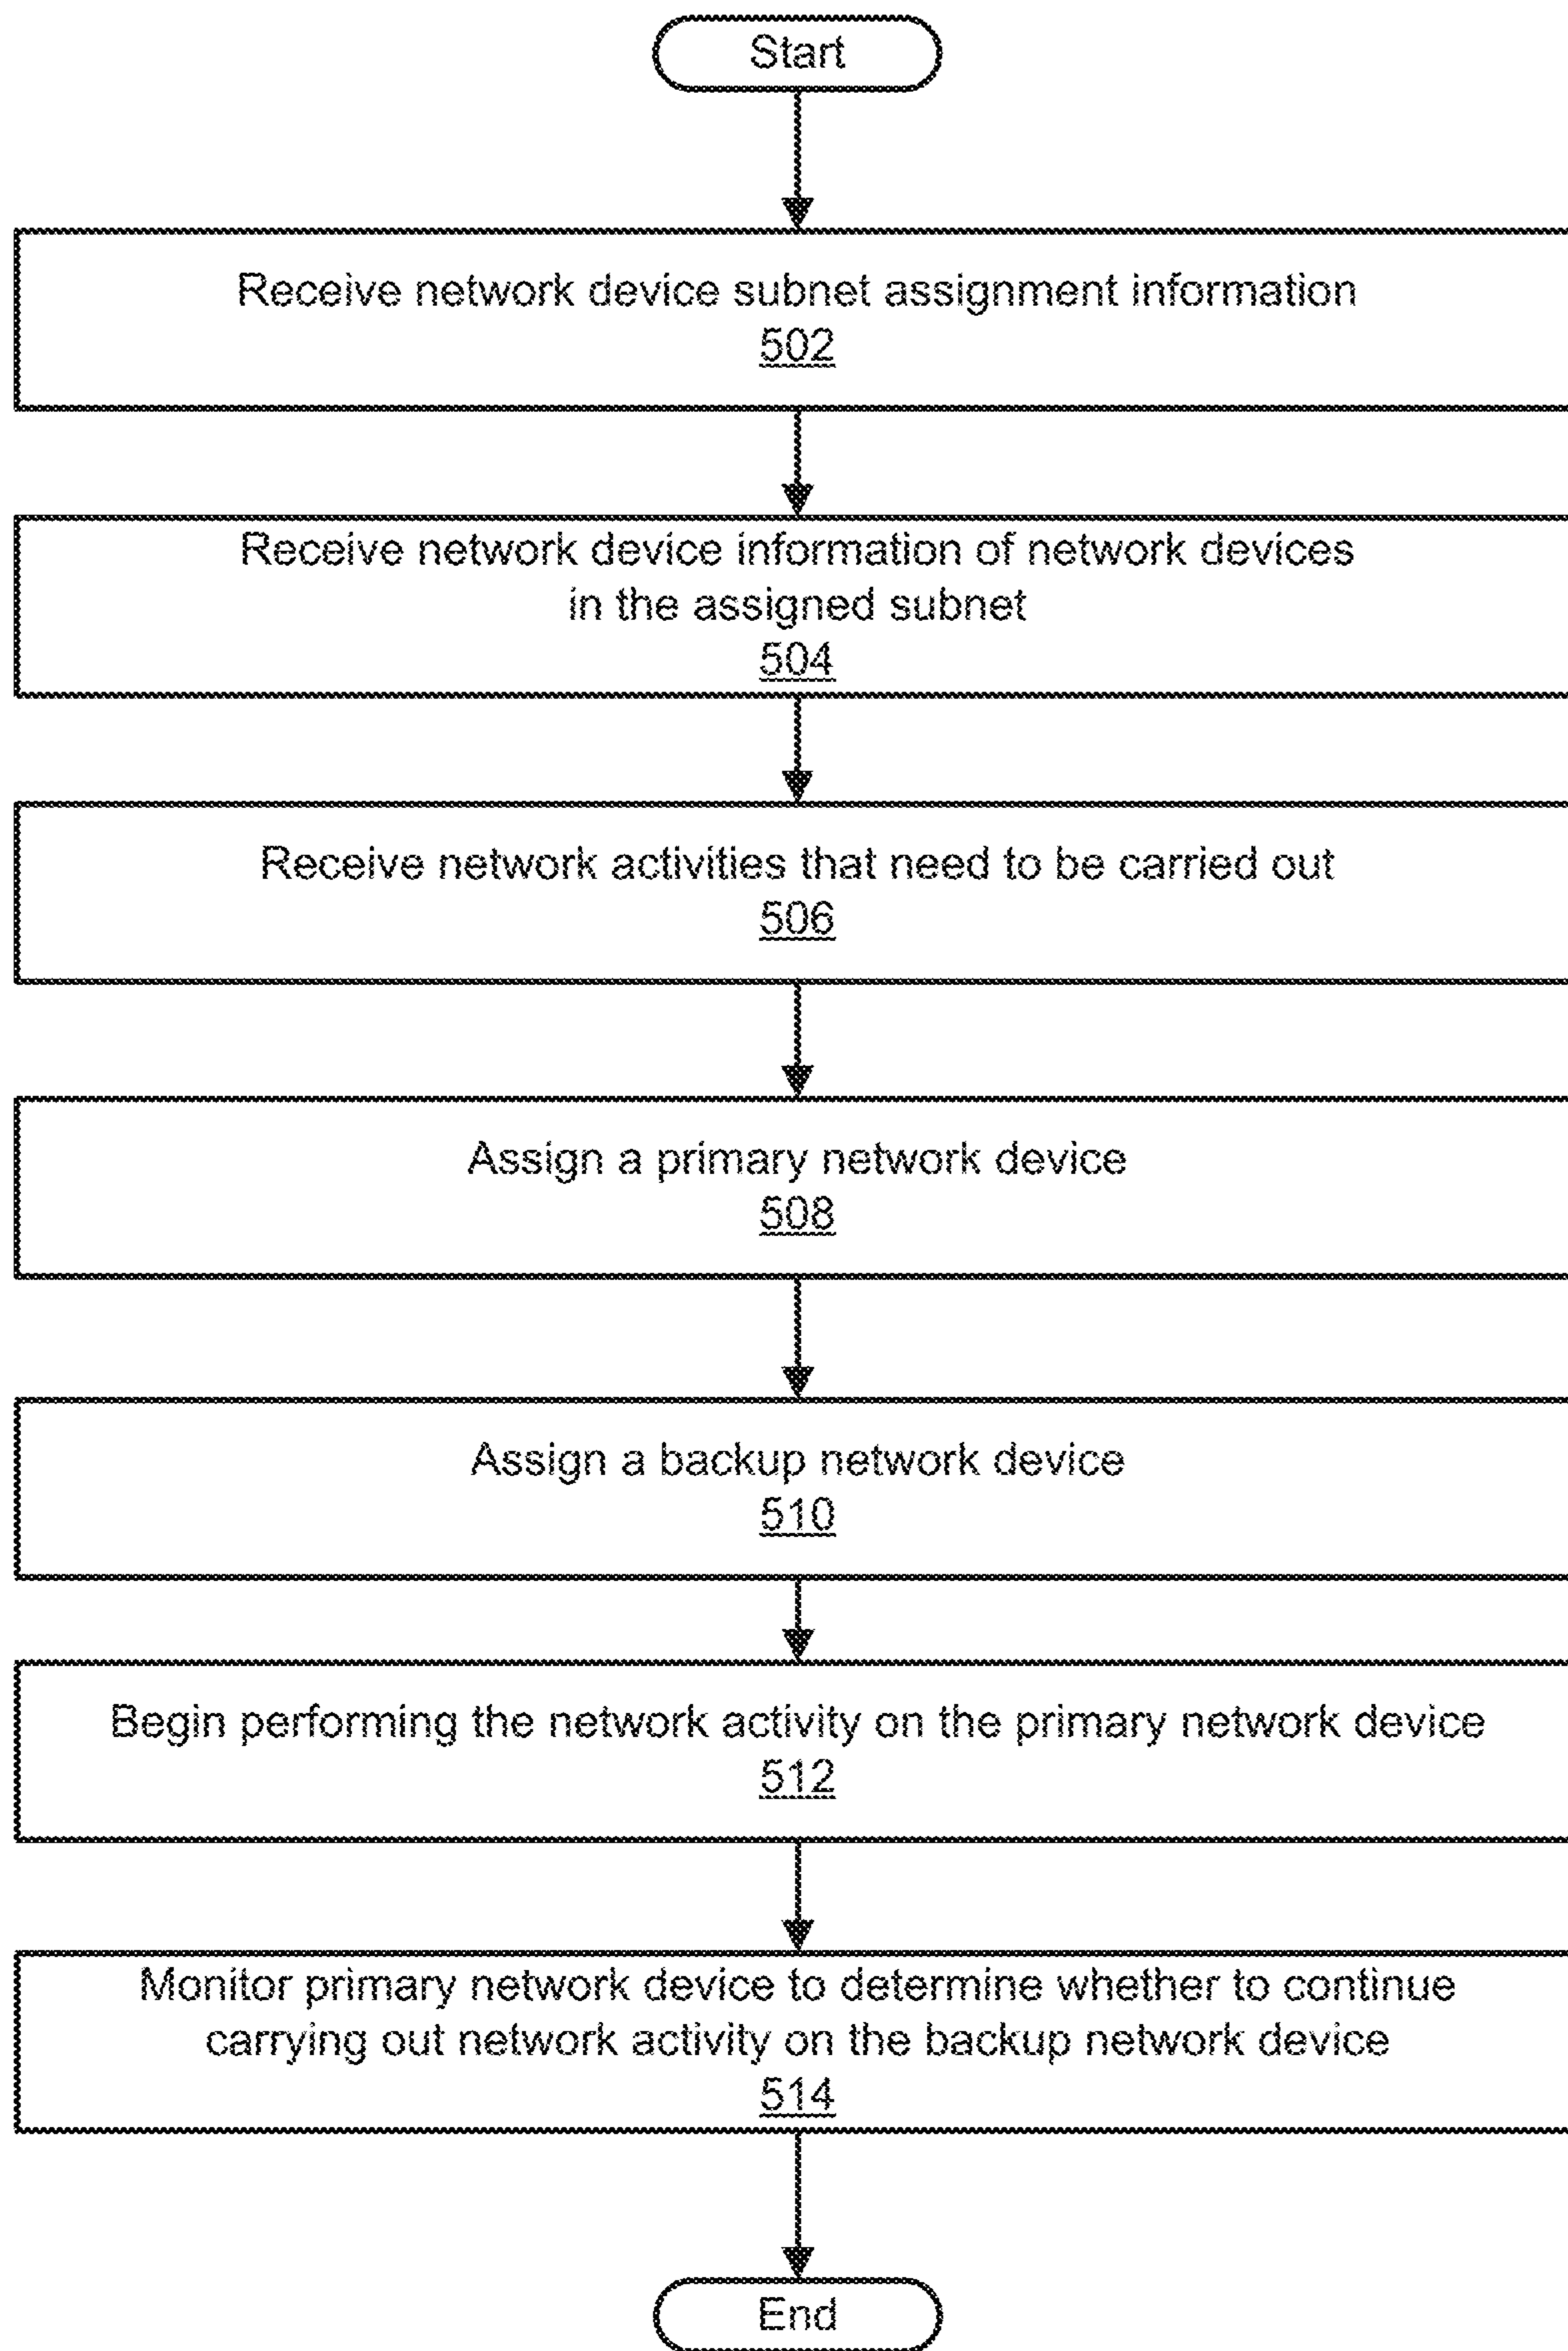 Start
Receive network device subnet assignment information
502
Receive network device information of network devices
in the assigned subnet
504
Receive network activities that need to be carried out
506
Assign a primary network device
508
Assign a backup network device
510
Begin performing the network activity on the primary network device
512
Monitor primary network device to determine whether to continue
carrying out network activity on the backup network device
514
End